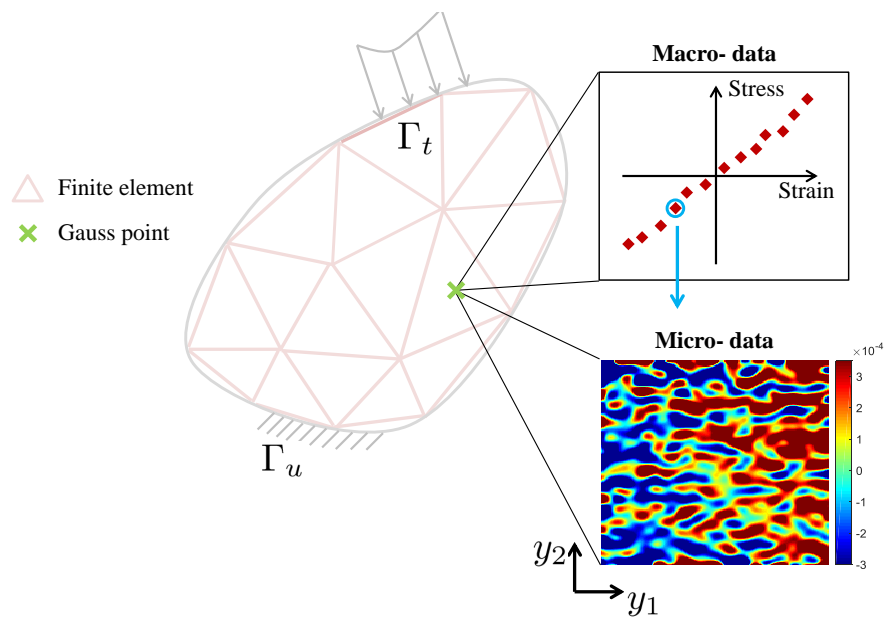 Macro- data
Stress
Strain
Γt
Finite element
Gauss point
Γu
Micro- data
×10⁻⁴
3
2
1
0
-1
-2
-3
y2
y1